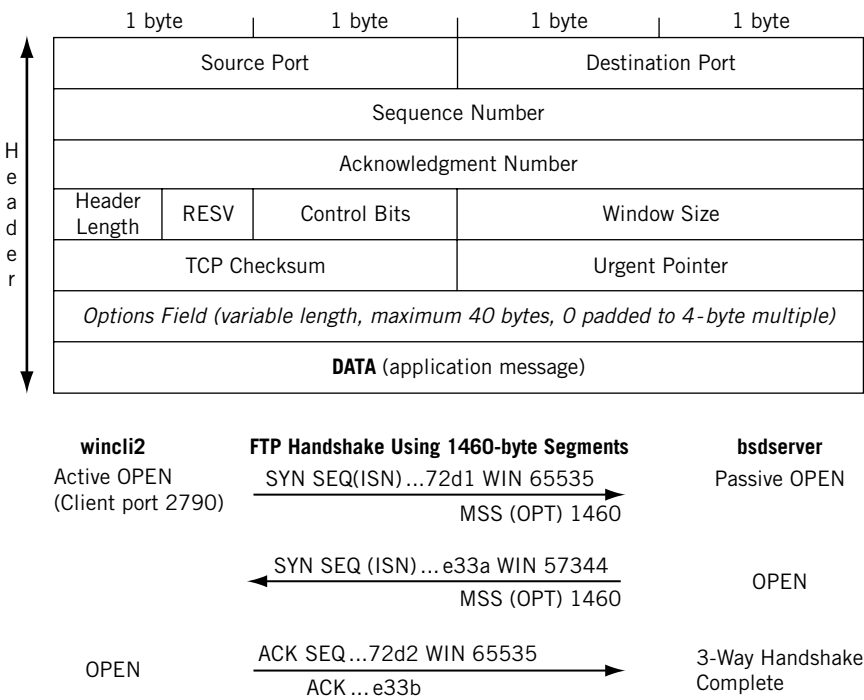 1 byte 1 byte 1 byte 1 byte
Header
Source Port Destination Port
Sequence Number
Acknowledgment Number
Header Length RESV Control Bits Window Size
TCP Checksum Urgent Pointer
Options Field (variable length, maximum 40 bytes, 0 padded to 4-byte multiple)
DATA (application message)
wincli2 FTP Handshake Using 1460-byte Segments bsdserver
Active OPEN SYN SEQ(ISN)...72d1 WIN 65535 Passive OPEN
(Client port 2790) MSS (OPT) 1460
SYN SEQ (ISN)...e33a WIN 57344
MSS (OPT) 1460 OPEN
OPEN ACK SEQ...72d2 WIN 65535 3-Way Handshake
ACK...e33b Complete